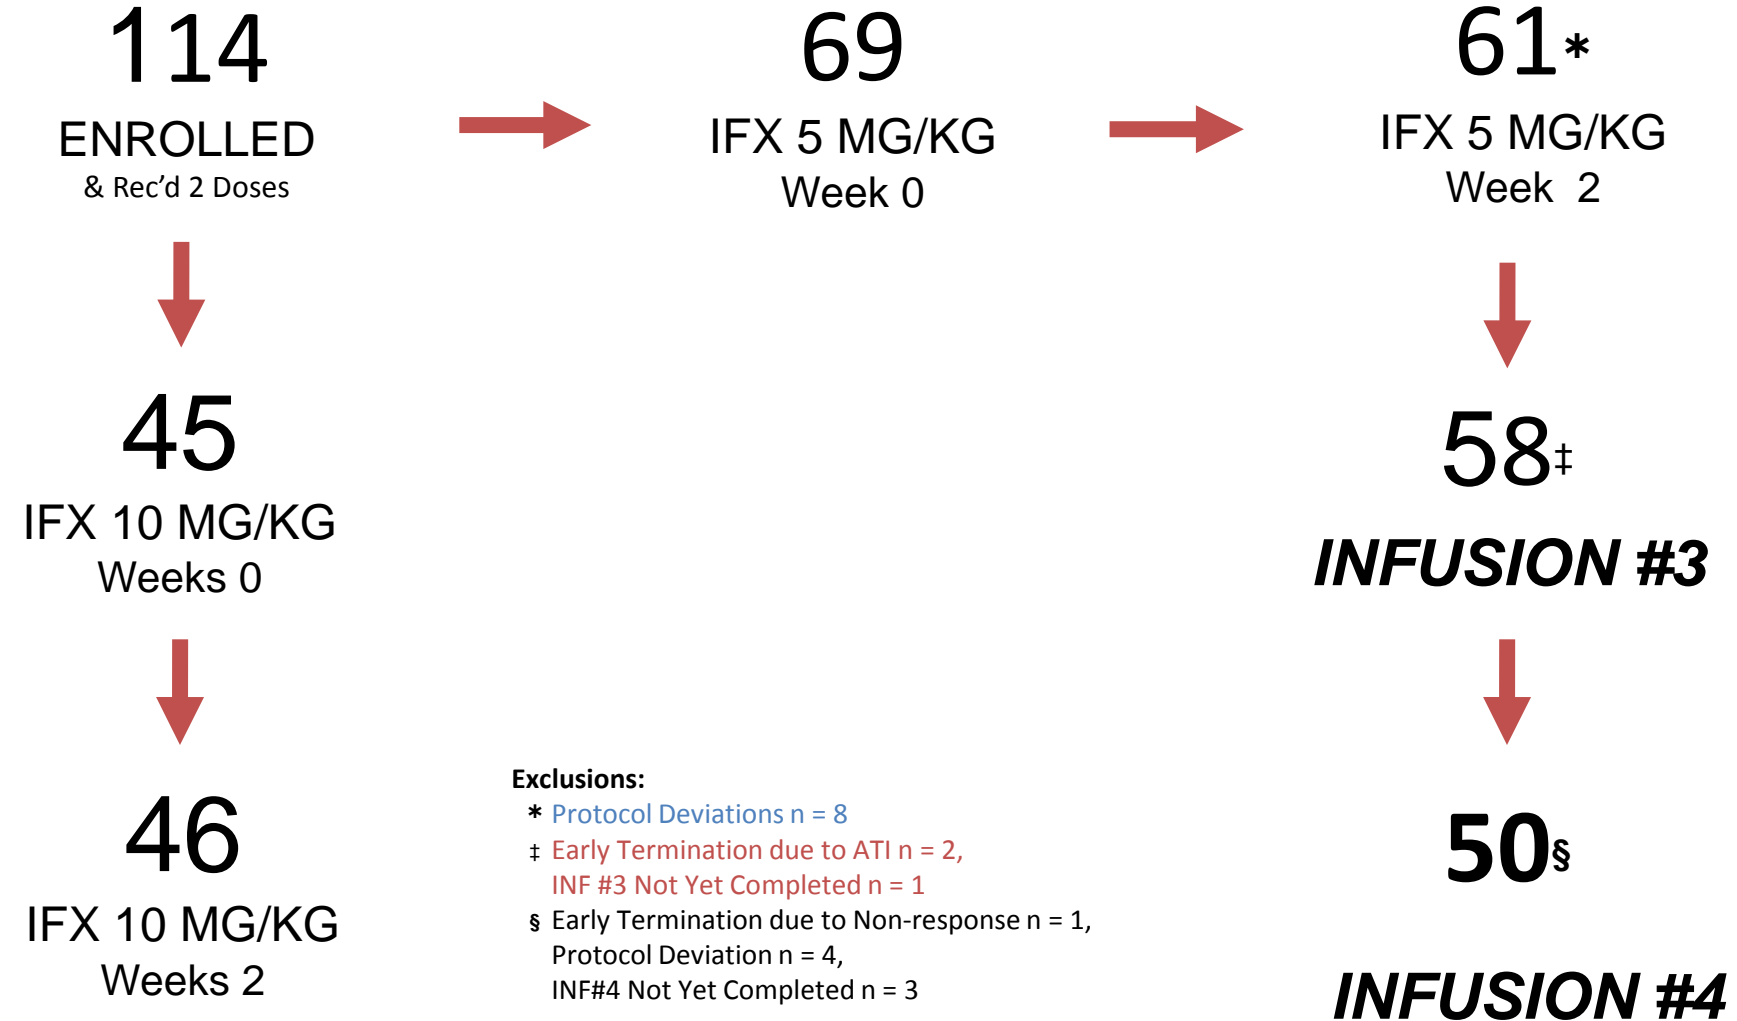 114
ENROLLED
& Rec’d 2 Doses
69
IFX 5 MG/KG
Week 0
61*
IFX 5 MG/KG
Week 2
45
IFX 10 MG/KG
Weeks 0
58‡
INFUSION #3
46
IFX 10 MG/KG
Weeks 2
Exclusions:
* Protocol Deviations n = 8
‡ Early Termination due to ATI n = 2,
INF #3 Not Yet Completed n = 1
§ Early Termination due to Non-response n = 1,
Protocol Deviation n = 4,
INF#4 Not Yet Completed n = 3
50§
INFUSION #4